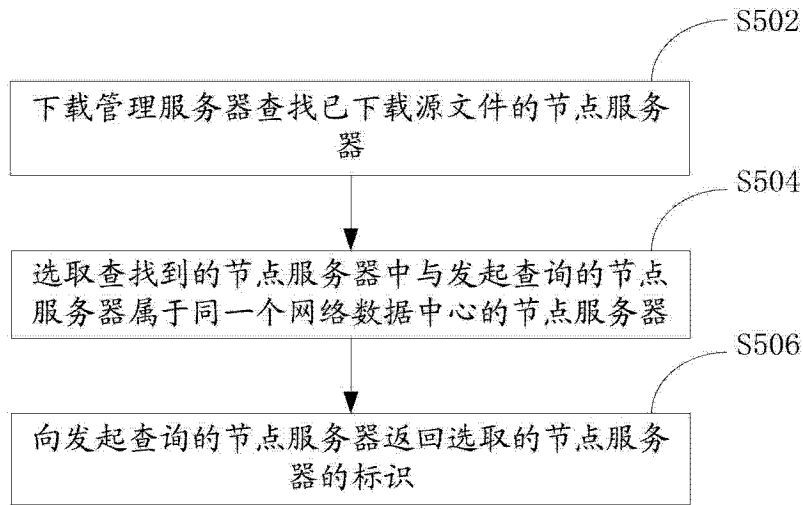 S502
下载管理服务器查找已下载源文件的节点服务
器
S504
选取查找到的节点服务器中与发起查询的节点
服务器属于同一个网络数据中心的节点服务器
S506
向发起查询的节点服务器返回选取的节点服务
器的标识